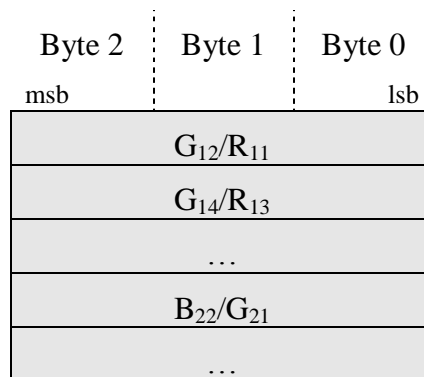 Byte 2 Byte 1 Byte 0
msb lsb
G₁₂/R₁₁
G₁₄/R₁₃
…
B₂₂/G₂₁
…